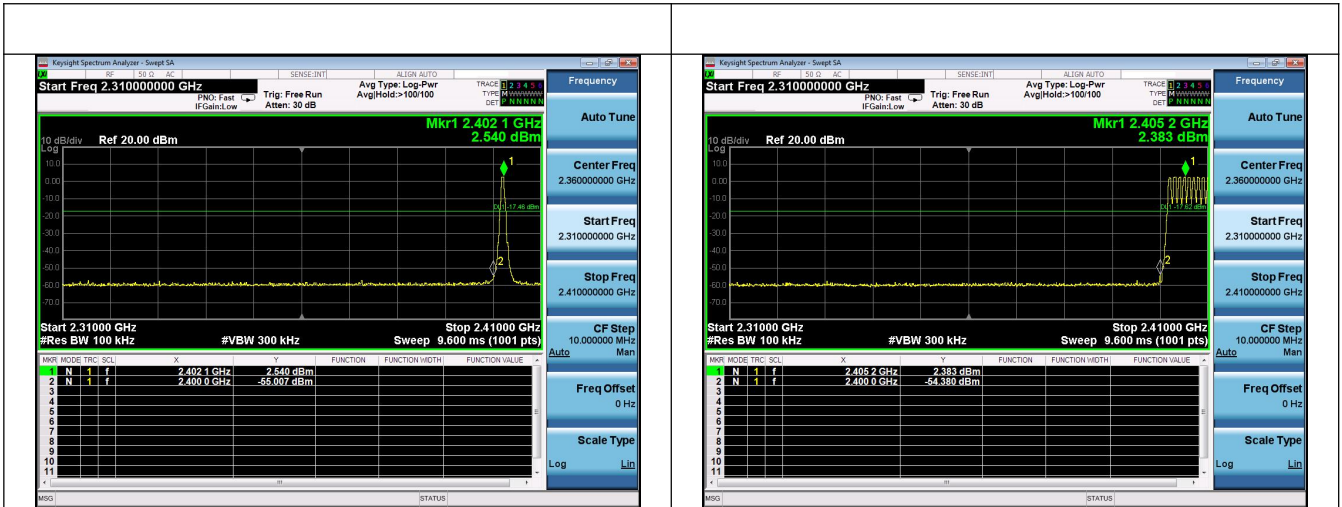 Keysight Spectrum Analyzer - Swept SA
LXI RF 50 Ω AC SENSE:INT ALIGN AUTO
Start Freq 2.310000000 GHz
PNO: Fast
IFGain:Low
Trig: Free Run
Atten: 30 dB
Avg Type: Log-Pwr
Avg|Hold:>100/100
TRACE 1 2 3 4 5 6
TYPE M W W W W W
DET P N N N N N
Mkr1 2.402 1 GHz
2.540 dBm
10 dB/div Ref 20.00 dBm
Log
10.0
0.00
-10.0
-20.0
-30.0
-40.0
-50.0
-60.0
-70.0
1
DL1 -17.46 dBm
2
Start 2.31000 GHz Stop 2.41000 GHz
#Res BW 100 kHz #VBW 300 kHz Sweep 9.600 ms (1001 pts)
MKR MODE TRC SCL X Y FUNCTION FUNCTION WIDTH FUNCTION VALUE
1 N 1 f 2.402 1 GHz 2.540 dBm
2 N 1 f 2.400 0 GHz -55.007 dBm
3
4
5
6
7
8
9
10
11
MSG STATUS
Frequency
Auto Tune
Center Freq
2.360000000 GHz
Start Freq
2.310000000 GHz
Stop Freq
2.410000000 GHz
CF Step
10.000000 MHz
Auto Man
Freq Offset
0 Hz
Scale Type
Log Lin
Keysight Spectrum Analyzer - Swept SA
LXI RF 50 Ω AC SENSE:INT ALIGN AUTO
Start Freq 2.310000000 GHz
PNO: Fast
IFGain:Low
Trig: Free Run
Atten: 30 dB
Avg Type: Log-Pwr
Avg|Hold:>100/100
TRACE 1 2 3 4 5 6
TYPE M W W W W W
DET P N N N N N
Mkr1 2.405 2 GHz
2.383 dBm
10 dB/div Ref 20.00 dBm
Log
10.0
0.00
-10.0
-20.0
-30.0
-40.0
-50.0
-60.0
-70.0
1
DL1 -17.62 dBm
2
Start 2.31000 GHz Stop 2.41000 GHz
#Res BW 100 kHz #VBW 300 kHz Sweep 9.600 ms (1001 pts)
MKR MODE TRC SCL X Y FUNCTION FUNCTION WIDTH FUNCTION VALUE
1 N 1 f 2.405 2 GHz 2.383 dBm
2 N 1 f 2.400 0 GHz -54.380 dBm
3
4
5
6
7
8
9
10
11
MSG STATUS
Frequency
Auto Tune
Center Freq
2.360000000 GHz
Start Freq
2.310000000 GHz
Stop Freq
2.410000000 GHz
CF Step
10.000000 MHz
Auto Man
Freq Offset
0 Hz
Scale Type
Log Lin